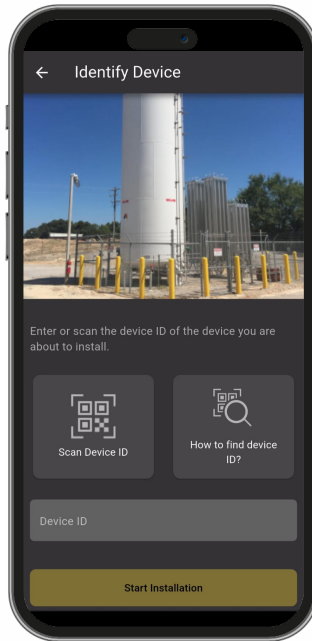 Identify Device
Enter or scan the device ID of the device you are
about to install.
Scan Device ID
How to find device
ID?
Device ID
Start Installation